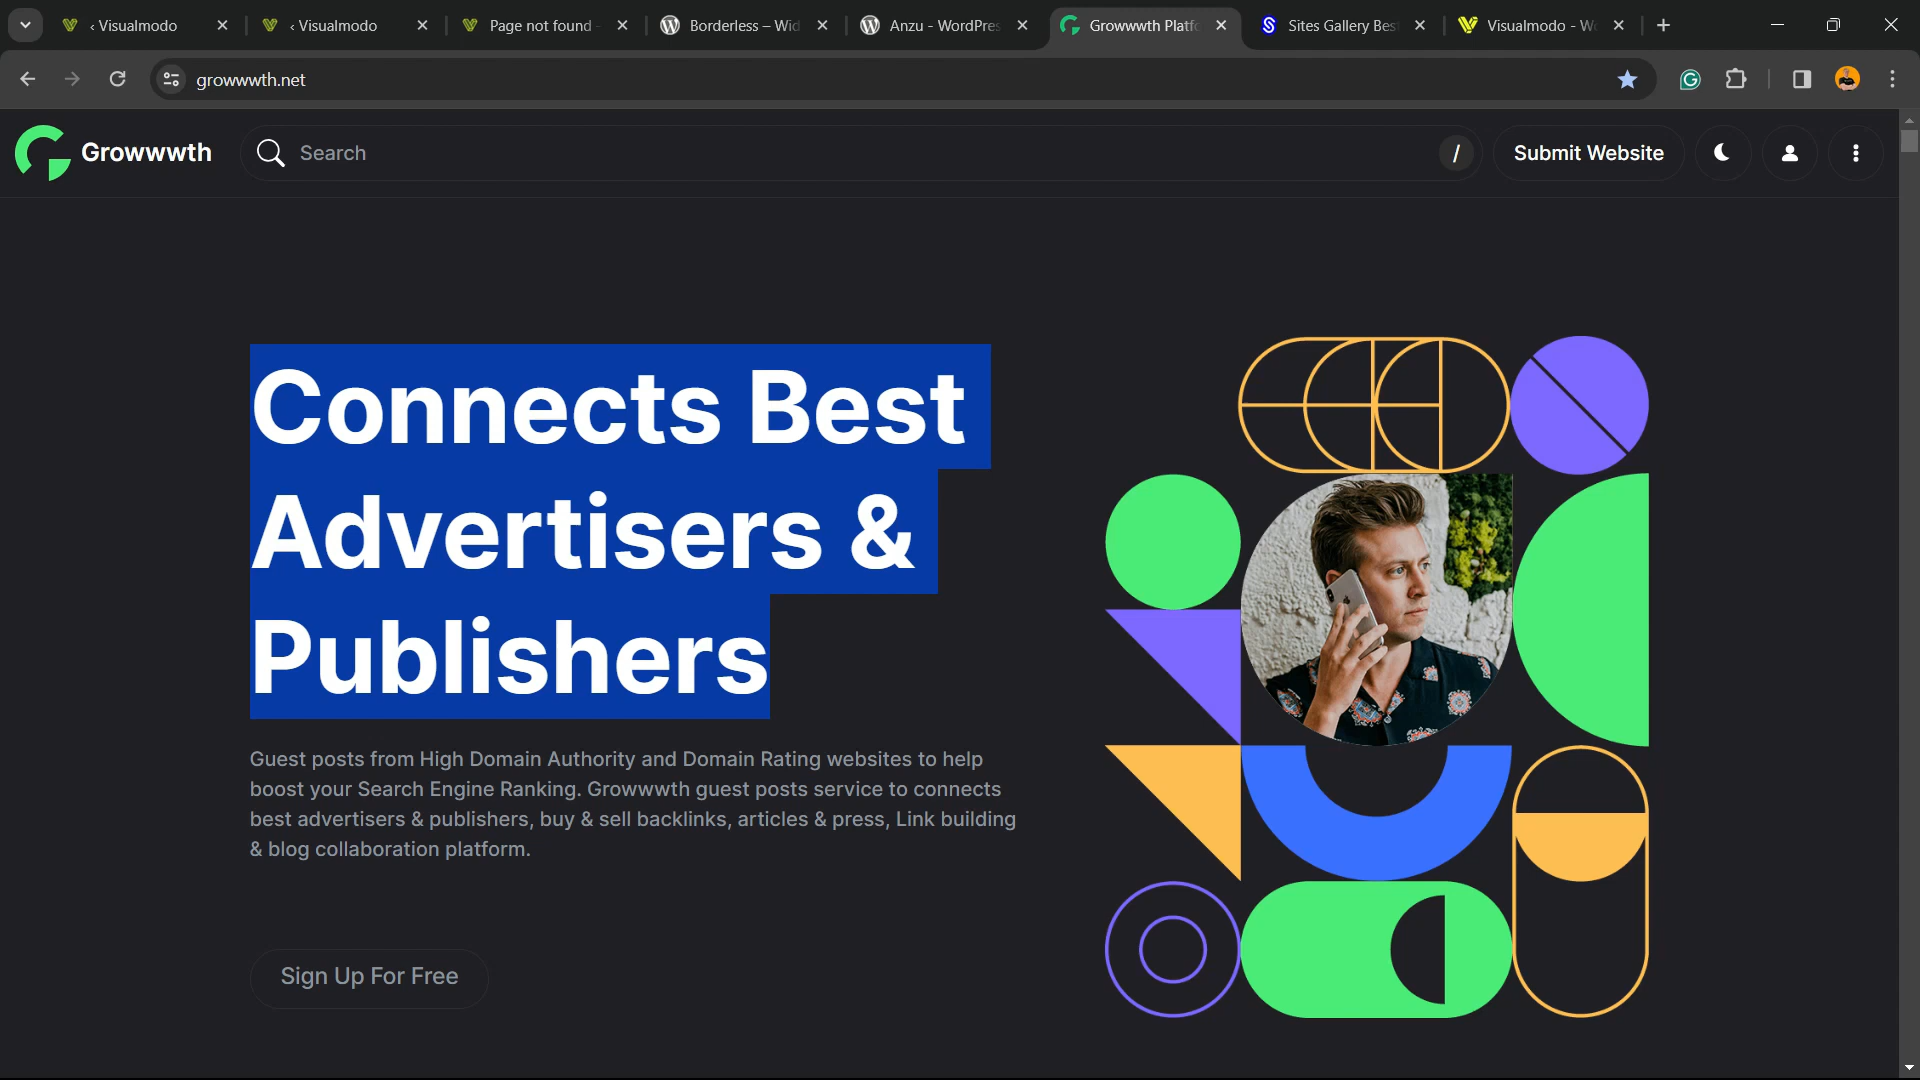 ‹ Visualmodo
‹ Visualmodo
Page not found -
Borderless – Wid
Anzu - WordPres
Growwwth Platfo
Sites Gallery Best
Visualmodo - Wo
growwwth.net
Growwwth
Search
/
Submit Website
Connects Best
Advertisers &
Publishers
Guest posts from High Domain Authority and Domain Rating websites to help
boost your Search Engine Ranking. Growwwth guest posts service to connects
best advertisers & publishers, buy & sell backlinks, articles & press, Link building
& blog collaboration platform.
Sign Up For Free